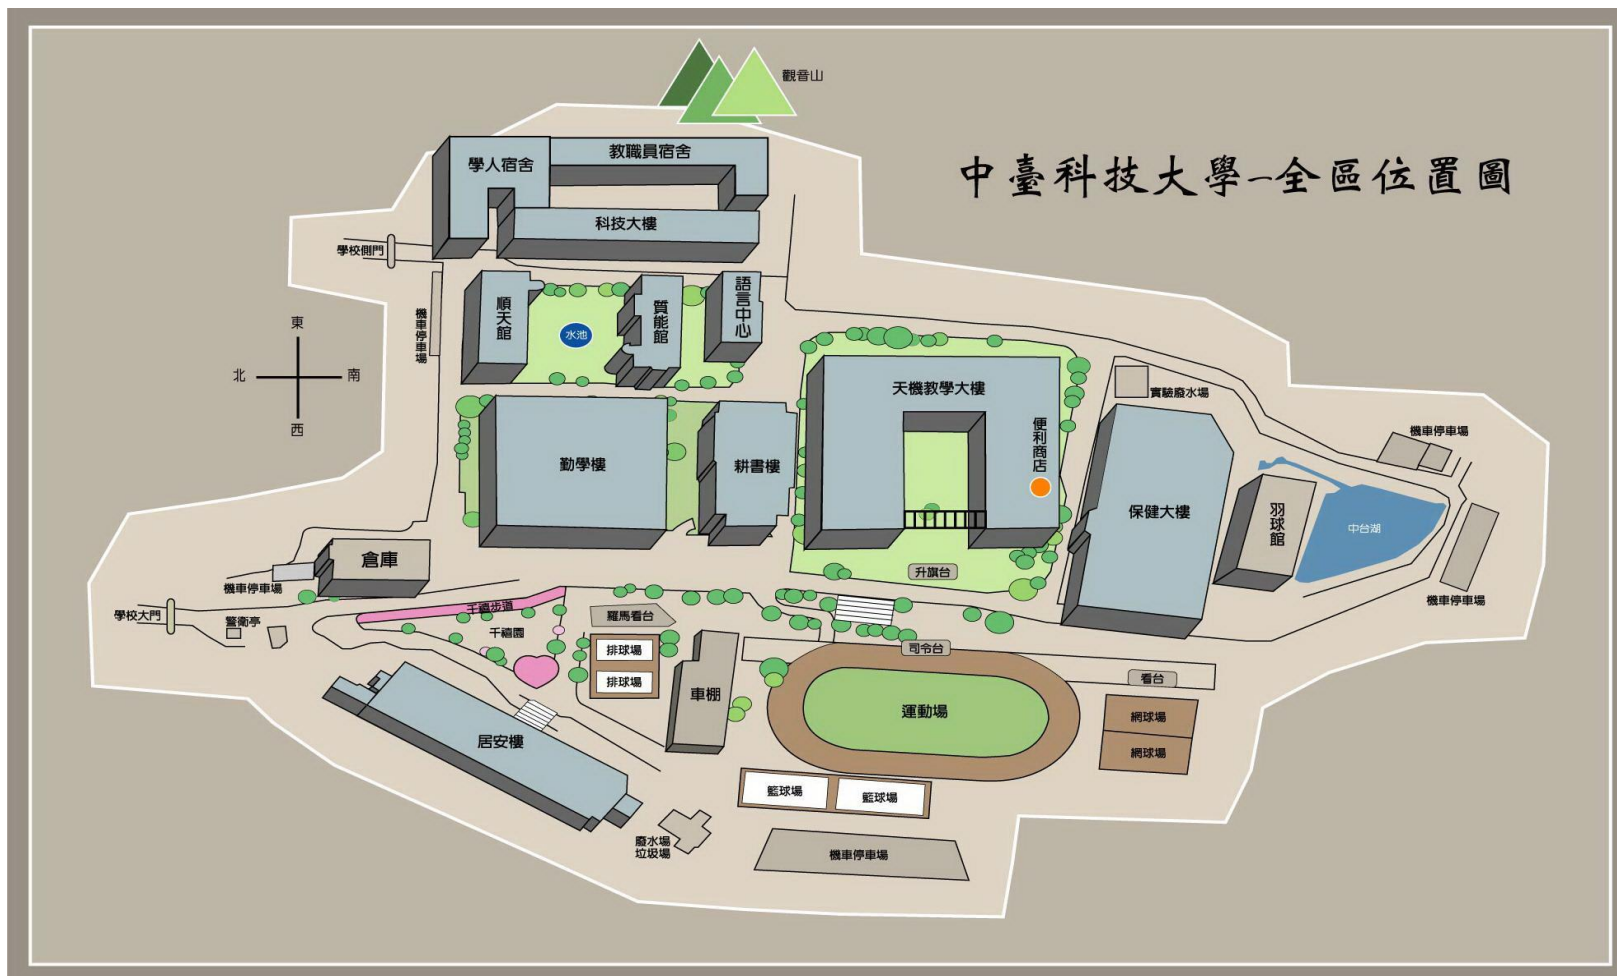 觀音山
中臺科技大學-全區位置圖
學人宿舍
教職員宿舍
科技大樓
學校側門
機車停車場
順天館
水池
質能館
語言中心
東
北
南
西
天機教學大樓
便利商店
實驗廢水場
勤學樓
耕書樓
保健大樓
羽球館
中台湖
機車停車場
機車停車場
倉庫
機車停車場
升旗台
學校大門
警衛亭
千禧步道
千禧園
羅馬看台
排球場
排球場
車棚
司令台
看台
運動場
網球場
網球場
居安樓
籃球場
籃球場
廢水場
垃圾場
機車停車場